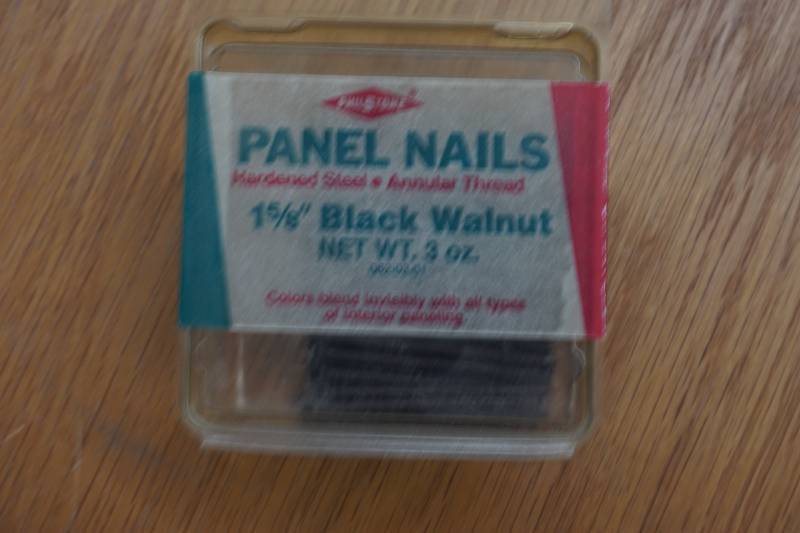 PHILSTONE
PANEL NAILS
Hardened Steel • Annular Thread
1⅝" Black Walnut
NET WT. 3 oz.
Colors blend invisibly with all types
of interior paneling.